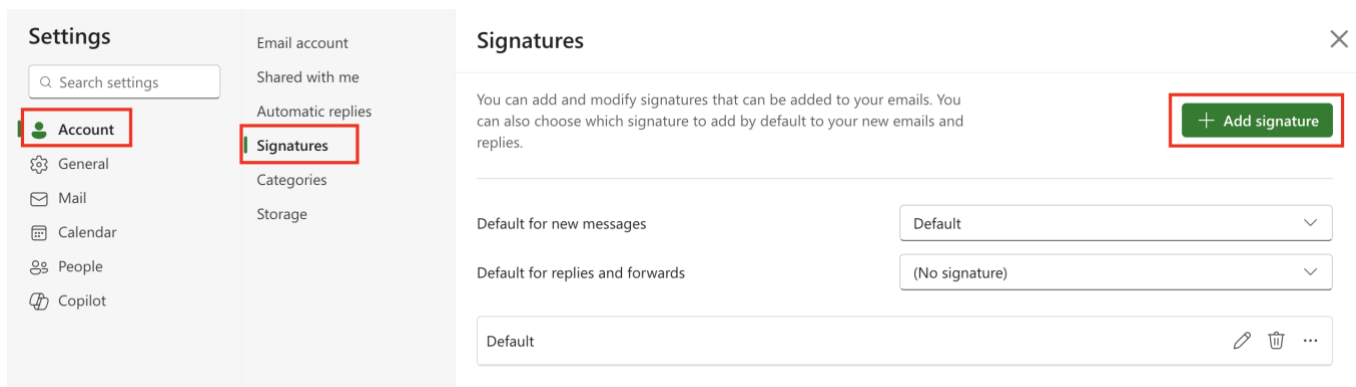 Settings
Search settings
Account
General
Mail
Calendar
People
Copilot
Email account
Shared with me
Automatic replies
Signatures
Categories
Storage
Signatures
You can add and modify signatures that can be added to your emails. You
can also choose which signature to add by default to your new emails and
replies.
Add signature
Default for new messages
Default
Default for replies and forwards
(No signature)
Default